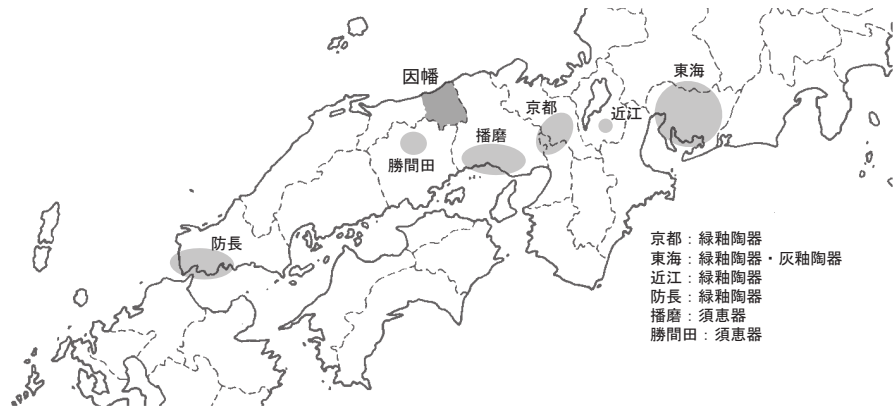 因幡
東海
京都
近江
播磨
勝間田
防長
京都：緑釉陶器
東海：緑釉陶器・灰釉陶器
近江：緑釉陶器
防長：緑釉陶器
播磨：須恵器
勝間田：須恵器